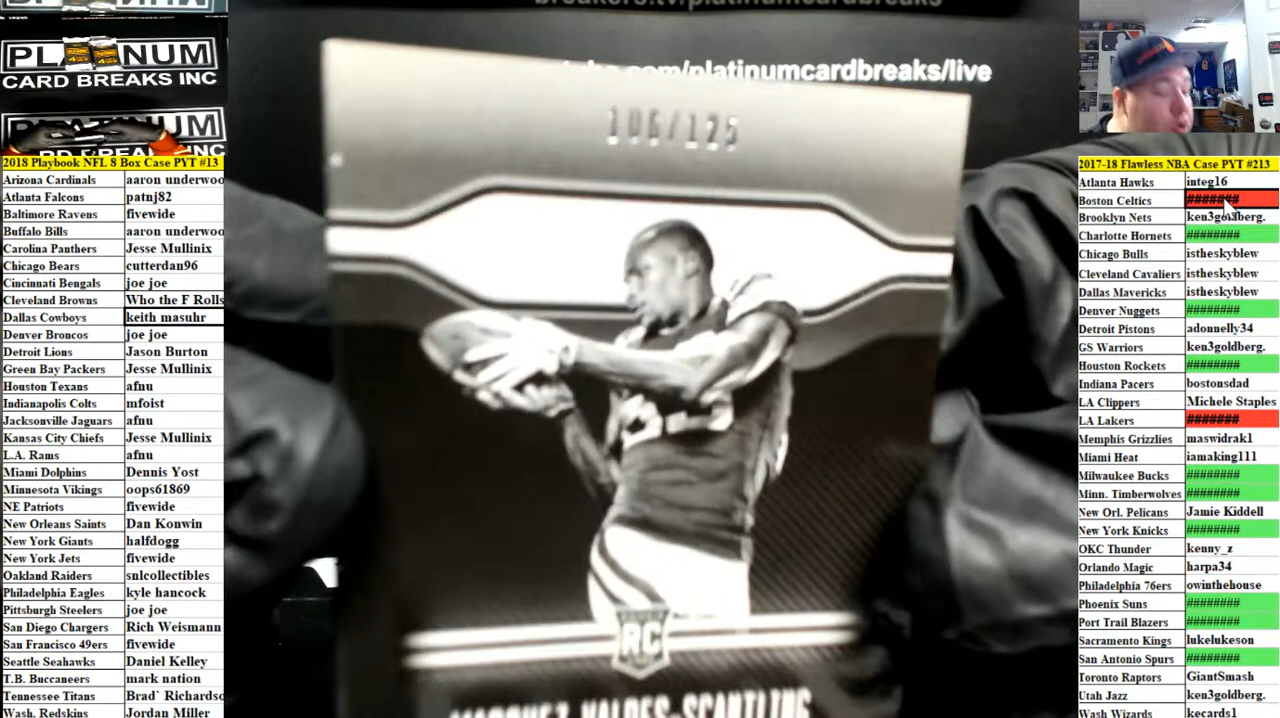 PLATINUM
CARD BREAKS INC
2018 Playbook NFL 8 Box Case PYT #13
Arizona Cardinals aaron underwoo
Atlanta Falcons patnj82
Baltimore Ravens fivewide
Buffalo Bills aaron underwoo
Carolina Panthers Jesse Mullinix
Chicago Bears cutterdan96
Cincinnati Bengals joe joe
Cleveland Browns Who the F Rolls
Dallas Cowboys keith masuhr
Denver Broncos joe joe
Detroit Lions Jason Burton
Green Bay Packers Jesse Mullinix
Houston Texans afnu
Indianapolis Colts mfoist
Jacksonville Jaguars afnu
Kansas City Chiefs Jesse Mullinix
L.A. Rams afnu
Miami Dolphins Dennis Yost
Minnesota Vikings oops61869
NE Patriots fivewide
New Orleans Saints Dan Konwin
New York Giants halfdogg
New York Jets fivewide
Oakland Raiders snlcollectibles
Philadelphia Eagles kyle hancock
Pittsburgh Steelers joe joe
San Diego Chargers Rich Weismann
San Francisco 49ers fivewide
Seattle Seahawks Daniel Kelley
T.B. Buccaneers mark nation
Tennessee Titans Brad` Richardso
Wash. Redskins Jordan Miller
breakers.tv/platinumcardbreaks
.com/platinumcardbreaks/live
106/125
RC
MARQUEZ VALDES-SCANTLING
2017-18 Flawless NBA Case PYT #213
Atlanta Hawks integ16
Boston Celtics #######
Brooklyn Nets ken3goldberg.
Charlotte Hornets ########
Chicago Bulls istheskyblew
Cleveland Cavaliers istheskyblew
Dallas Mavericks istheskyblew
Denver Nuggets ########
Detroit Pistons adonnelly34
GS Warriors ken3goldberg.
Houston Rockets ########
Indiana Pacers bostonsdad
LA Clippers Michele Staples
LA Lakers #######
Memphis Grizzlies maswidrak1
Miami Heat iamaking111
Milwaukee Bucks ########
Minn. Timberwolves ########
New Orl. Pelicans Jamie Kiddell
New York Knicks ########
OKC Thunder kenny_z
Orlando Magic harpa34
Philadelphia 76ers owinthehouse
Phoenix Suns ########
Port Trail Blazers ########
Sacramento Kings lukelukeson
San Antonio Spurs ########
Toronto Raptors GiantSmash
Utah Jazz ken3goldberg.
Wash Wizards kecards1